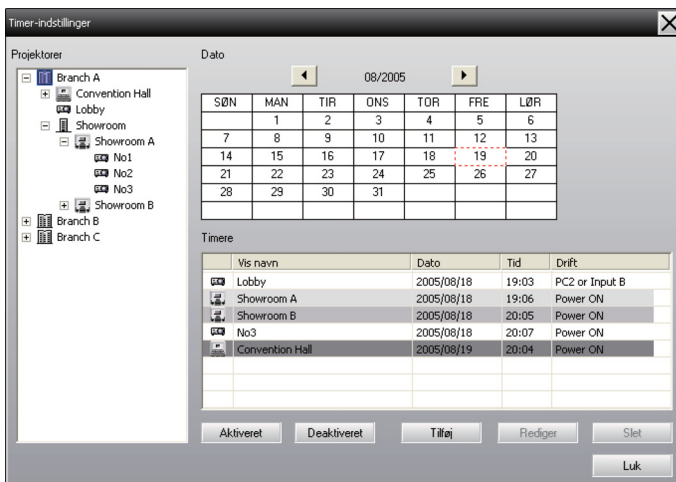 Timer-indstillinger
Projektorer
Branch A
Convention Hall
Lobby
Showroom
Showroom A
No1
No2
No3
Showroom B
Branch B
Branch C
Dato
08/2005
SØN MAN TIR ONS TOR FRE LØR
1 2 3 4 5 6
7 8 9 10 11 12 13
14 15 16 17 18 19 20
21 22 23 24 25 26 27
28 29 30 31
Timere
Vis navn Dato Tid Drift
Lobby 2005/08/18 19:03 PC2 or Input B
Showroom A 2005/08/18 19:06 Power ON
Showroom B 2005/08/18 20:05 Power ON
No3 2005/08/18 20:07 Power ON
Convention Hall 2005/08/19 20:04 Power ON
Aktiveret Deaktiveret Tilføj Rediger Slet
Luk